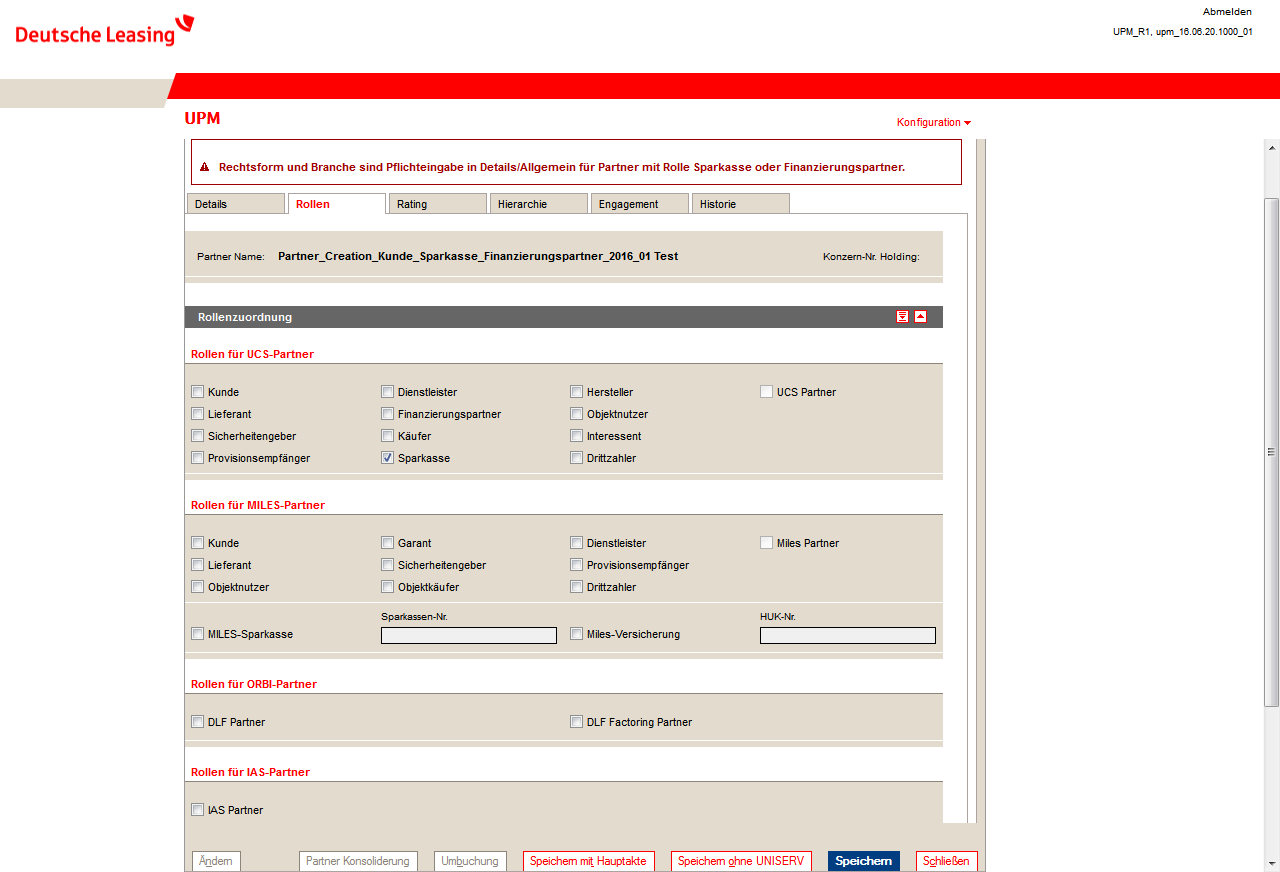 Deutsche Leasing
Abmelden
UPM_R1, upm_16.06.20.1000_01
UPM
Konfiguration
Rechtsform und Branche sind Pflichteingabe in Details/Allgemein für Partner mit Rolle Sparkasse oder Finanzierungspartner.
Details Rollen Rating Hierarchie Engagement Historie
Partner Name: Partner_Creation_Kunde_Sparkasse_Finanzierungspartner_2016_01 Test Konzern-Nr. Holding:
Rollenzuordnung
Rollen für UCS-Partner
Kunde Dienstleister Hersteller UCS Partner
Lieferant Finanzierungspartner Objektnutzer
Sicherheitengeber Käufer Interessent
Provisionsempfänger Sparkasse Drittzahler
Rollen für MILES-Partner
Kunde Garant Dienstleister Miles Partner
Lieferant Sicherheitengeber Provisionsempfänger
Objektnutzer Objektkäufer Drittzahler
Sparkassen-Nr. HUK-Nr.
MILES-Sparkasse Miles-Versicherung
Rollen für ORBI-Partner
DLF Partner DLF Factoring Partner
Rollen für IAS-Partner
IAS Partner
Ändern Partner Konsolidierung Umbuchung Speichern mit Hauptakte Speichern ohne UNISERV Speichern Schließen